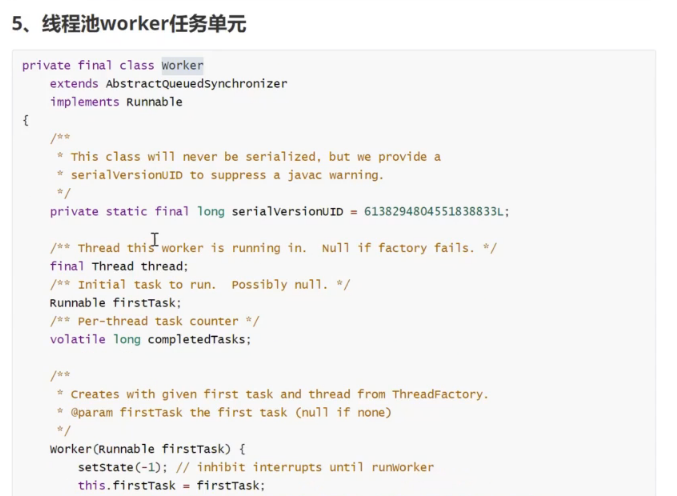 5、线程池worker任务单元
private final class Worker
extends AbstractQueuedSynchronizer
implements Runnable
{
/**
* This class will never be serialized, but we provide a
* serialVersionUID to suppress a javac warning.
*/
private static final long serialVersionUID = 6138294804551838833L;
/** Thread this worker is running in.  Null if factory fails. */
final Thread thread;
/** Initial task to run.  Possibly null. */
Runnable firstTask;
/** Per-thread task counter */
volatile long completedTasks;
/**
* Creates with given first task and thread from ThreadFactory.
* @param firstTask the first task (null if none)
*/
Worker(Runnable firstTask) {
setState(-1); // inhibit interrupts until runWorker
this.firstTask = firstTask;